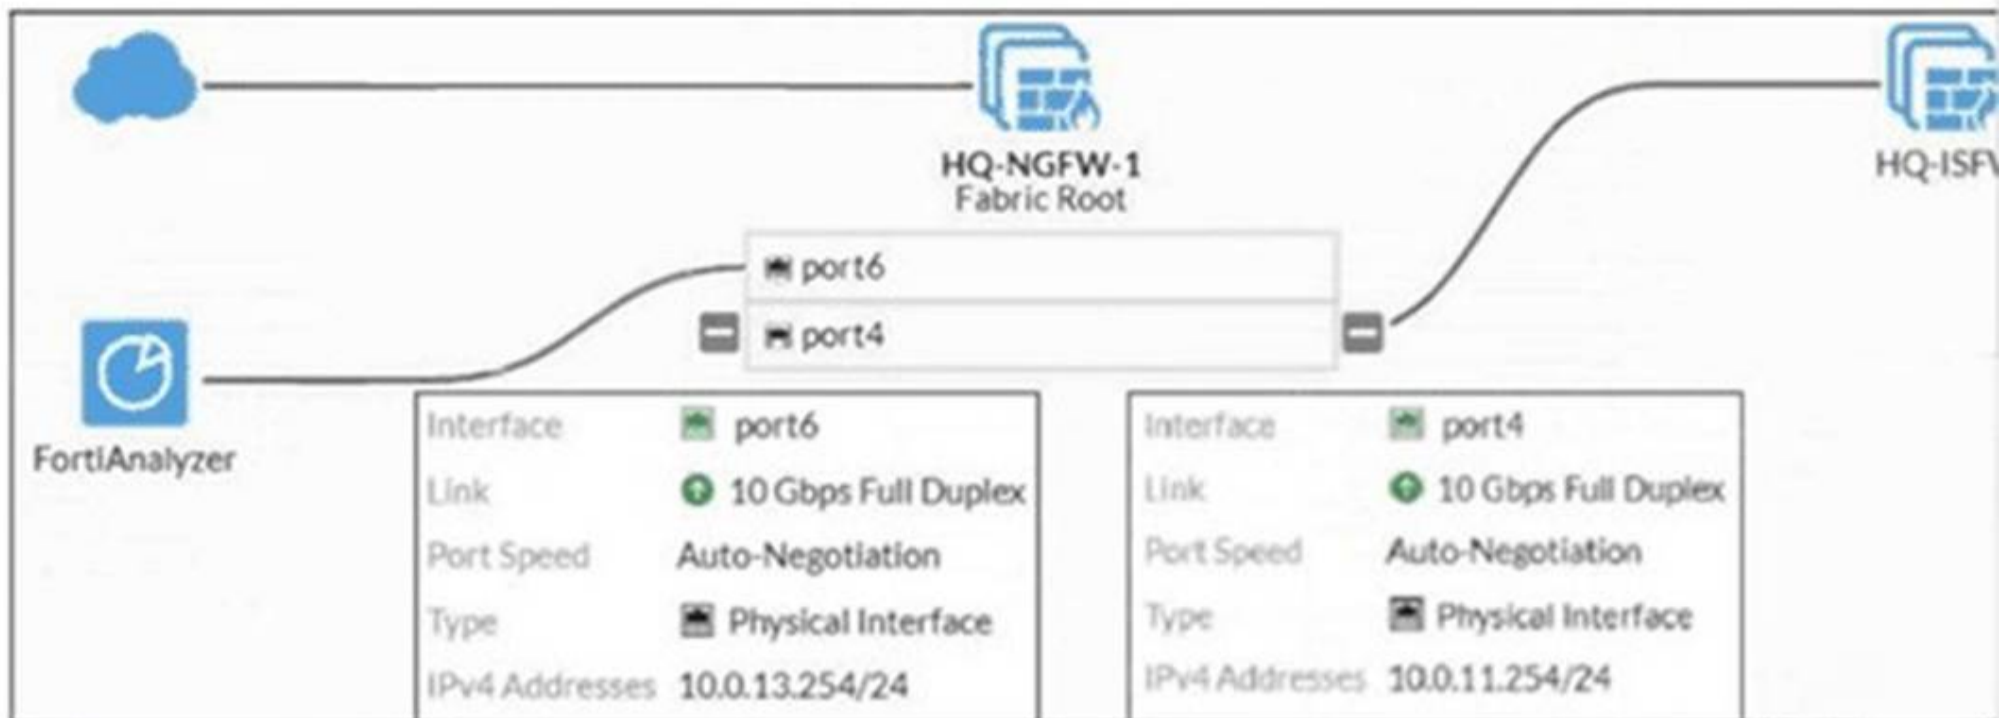 HQ-NGFW-1
Fabric Root
port6
port4
FortiAnalyzer
Interface port6
Link 10 Gbps Full Duplex
Port Speed Auto-Negotiation
Type Physical Interface
IPv4 Addresses 10.0.13.254/24
Interface port4
Link 10 Gbps Full Duplex
Port Speed Auto-Negotiation
Type Physical Interface
IPv4 Addresses 10.0.11.254/24